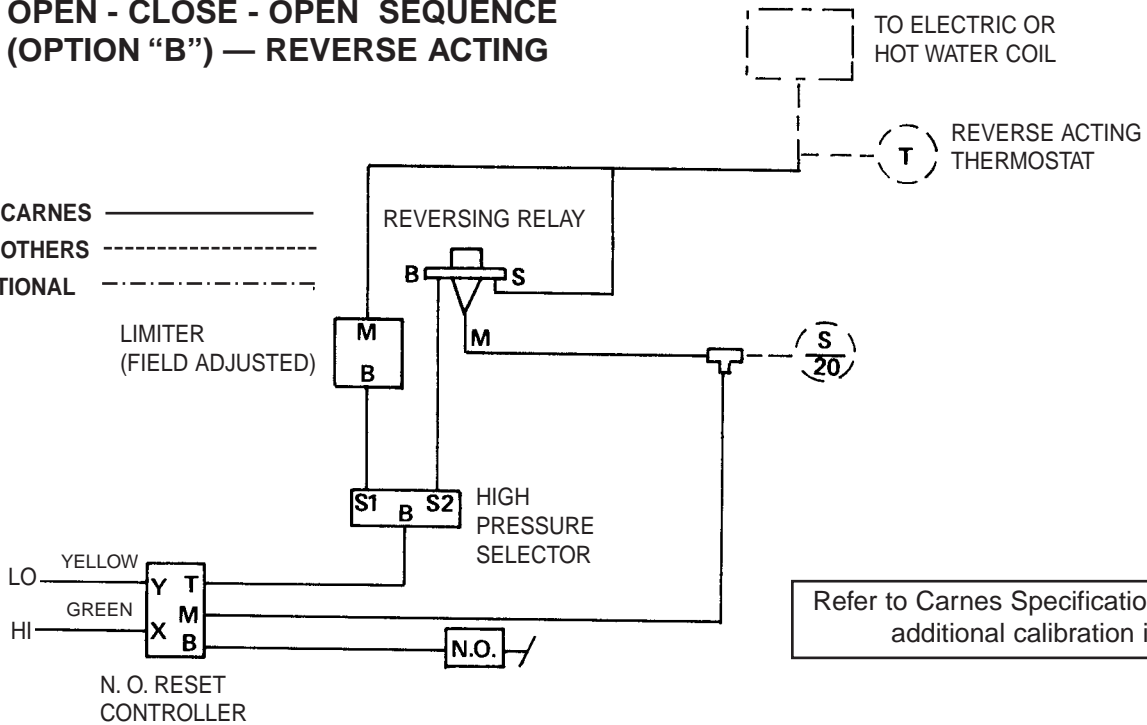 OPEN - CLOSE - OPEN SEQUENCE
(OPTION “B”) — REVERSE ACTING
TO ELECTRIC OR
HOT WATER COIL
T
REVERSE ACTING
THERMOSTAT
CARNES
OTHERS
TIONAL
REVERSING RELAY
B
S
M
LIMITER
(FIELD ADJUSTED)
M
B
S
20
S1 B S2
HIGH
PRESSURE
SELECTOR
LO
YELLOW
HI
GREEN
Y T
M
X
B
N.O.
N. O. RESET
CONTROLLER
Refer to Carnes Specificatio
additional calibration i